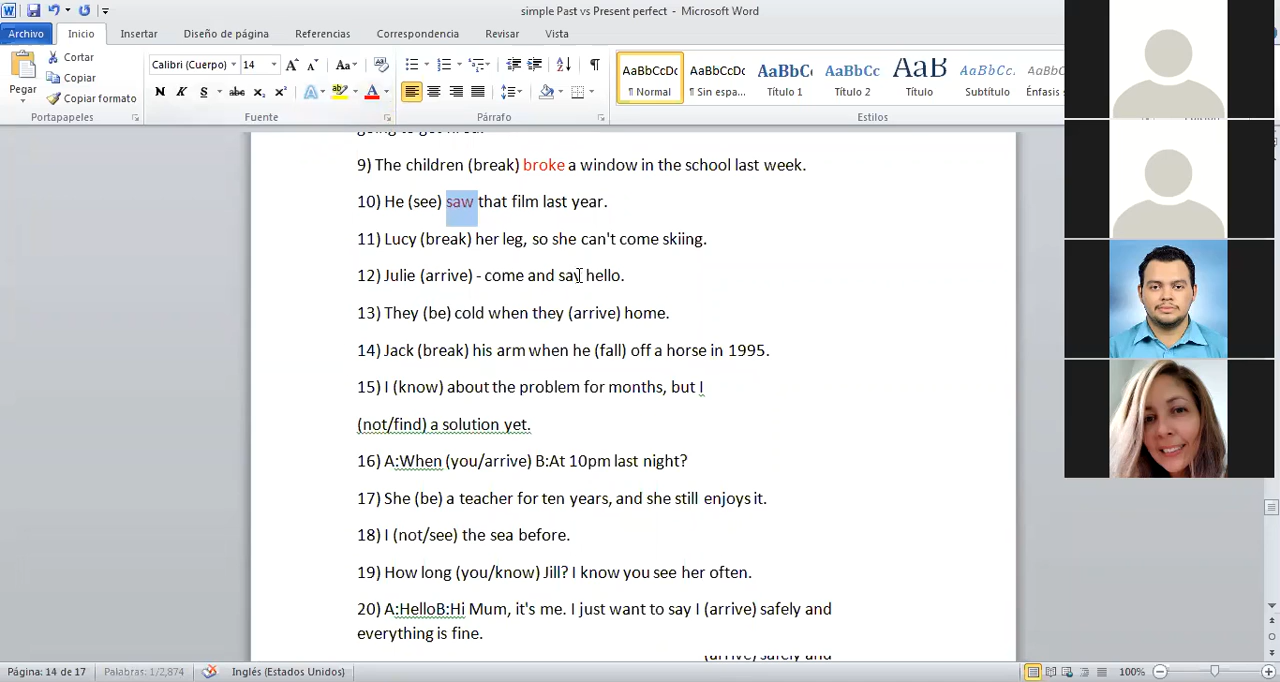 simple Past vs Present perfect - Microsoft Word
Archivo Inicio Insertar Diseño de página Referencias Correspondencia Revisar Vista
Pegar
Cortar
Copiar
Copiar formato
Portapapeles
Calibri (Cuerpo) 14
Fuente
Párrafo
AaBbCcDc AaBbCcDc AaBbC AaBbCc AaB AaBbCc. AaBbCc
¶ Normal ¶ Sin espa... Título 1 Título 2 Título Subtítulo Énfasis
Estilos
9) The children (break) broke a window in the school last week.
10) He (see) saw that film last year.
11) Lucy (break) her leg, so she can't come skiing.
12) Julie (arrive) - come and say hello.
13) They (be) cold when they (arrive) home.
14) Jack (break) his arm when he (fall) off a horse in 1995.
15) I (know) about the problem for months, but I
(not/find) a solution yet.
16) A:When (you/arrive) B:At 10pm last night?
17) She (be) a teacher for ten years, and she still enjoys it.
18) I (not/see) the sea before.
19) How long (you/know) Jill? I know you see her often.
20) A:HelloB:Hi Mum, it's me. I just want to say I (arrive) safely and
everything is fine.
(arrive) safely and
Página: 14 de 17 Palabras: 1/2,874 Inglés (Estados Unidos) 100%